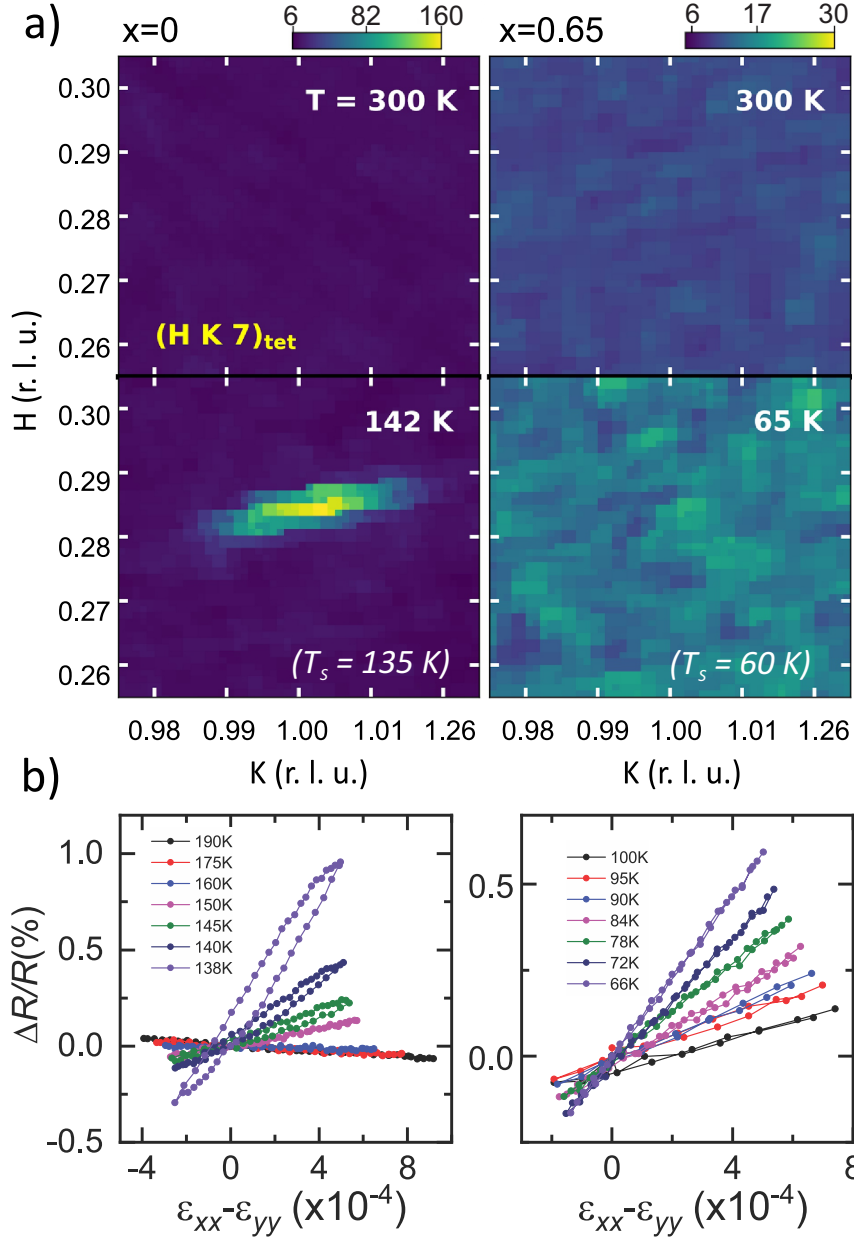 a)
x=0
6 82 160
x=0.65
6 17 30
T = 300 K
300 K
0.30
0.29
0.28
0.27
0.26
(H K 7)tet
H (r. l. u.)
142 K
65 K
0.30
0.29
0.28
0.27
0.26
(Ts = 135 K)
(Ts = 60 K)
0.98 0.99 1.00 1.01 1.26
0.98 0.99 1.00 1.01 1.26
K (r. l. u.)
K (r. l. u.)
b)
190K
175K
160K
150K
145K
140K
138K
1.0
0.5
0.0
-0.5
ΔR/R(%)
-4 0 4 8
εxx-εyy (x10-4)
100K
95K
90K
84K
78K
72K
66K
0.5
0.0
0 4 8
εxx-εyy (x10-4)